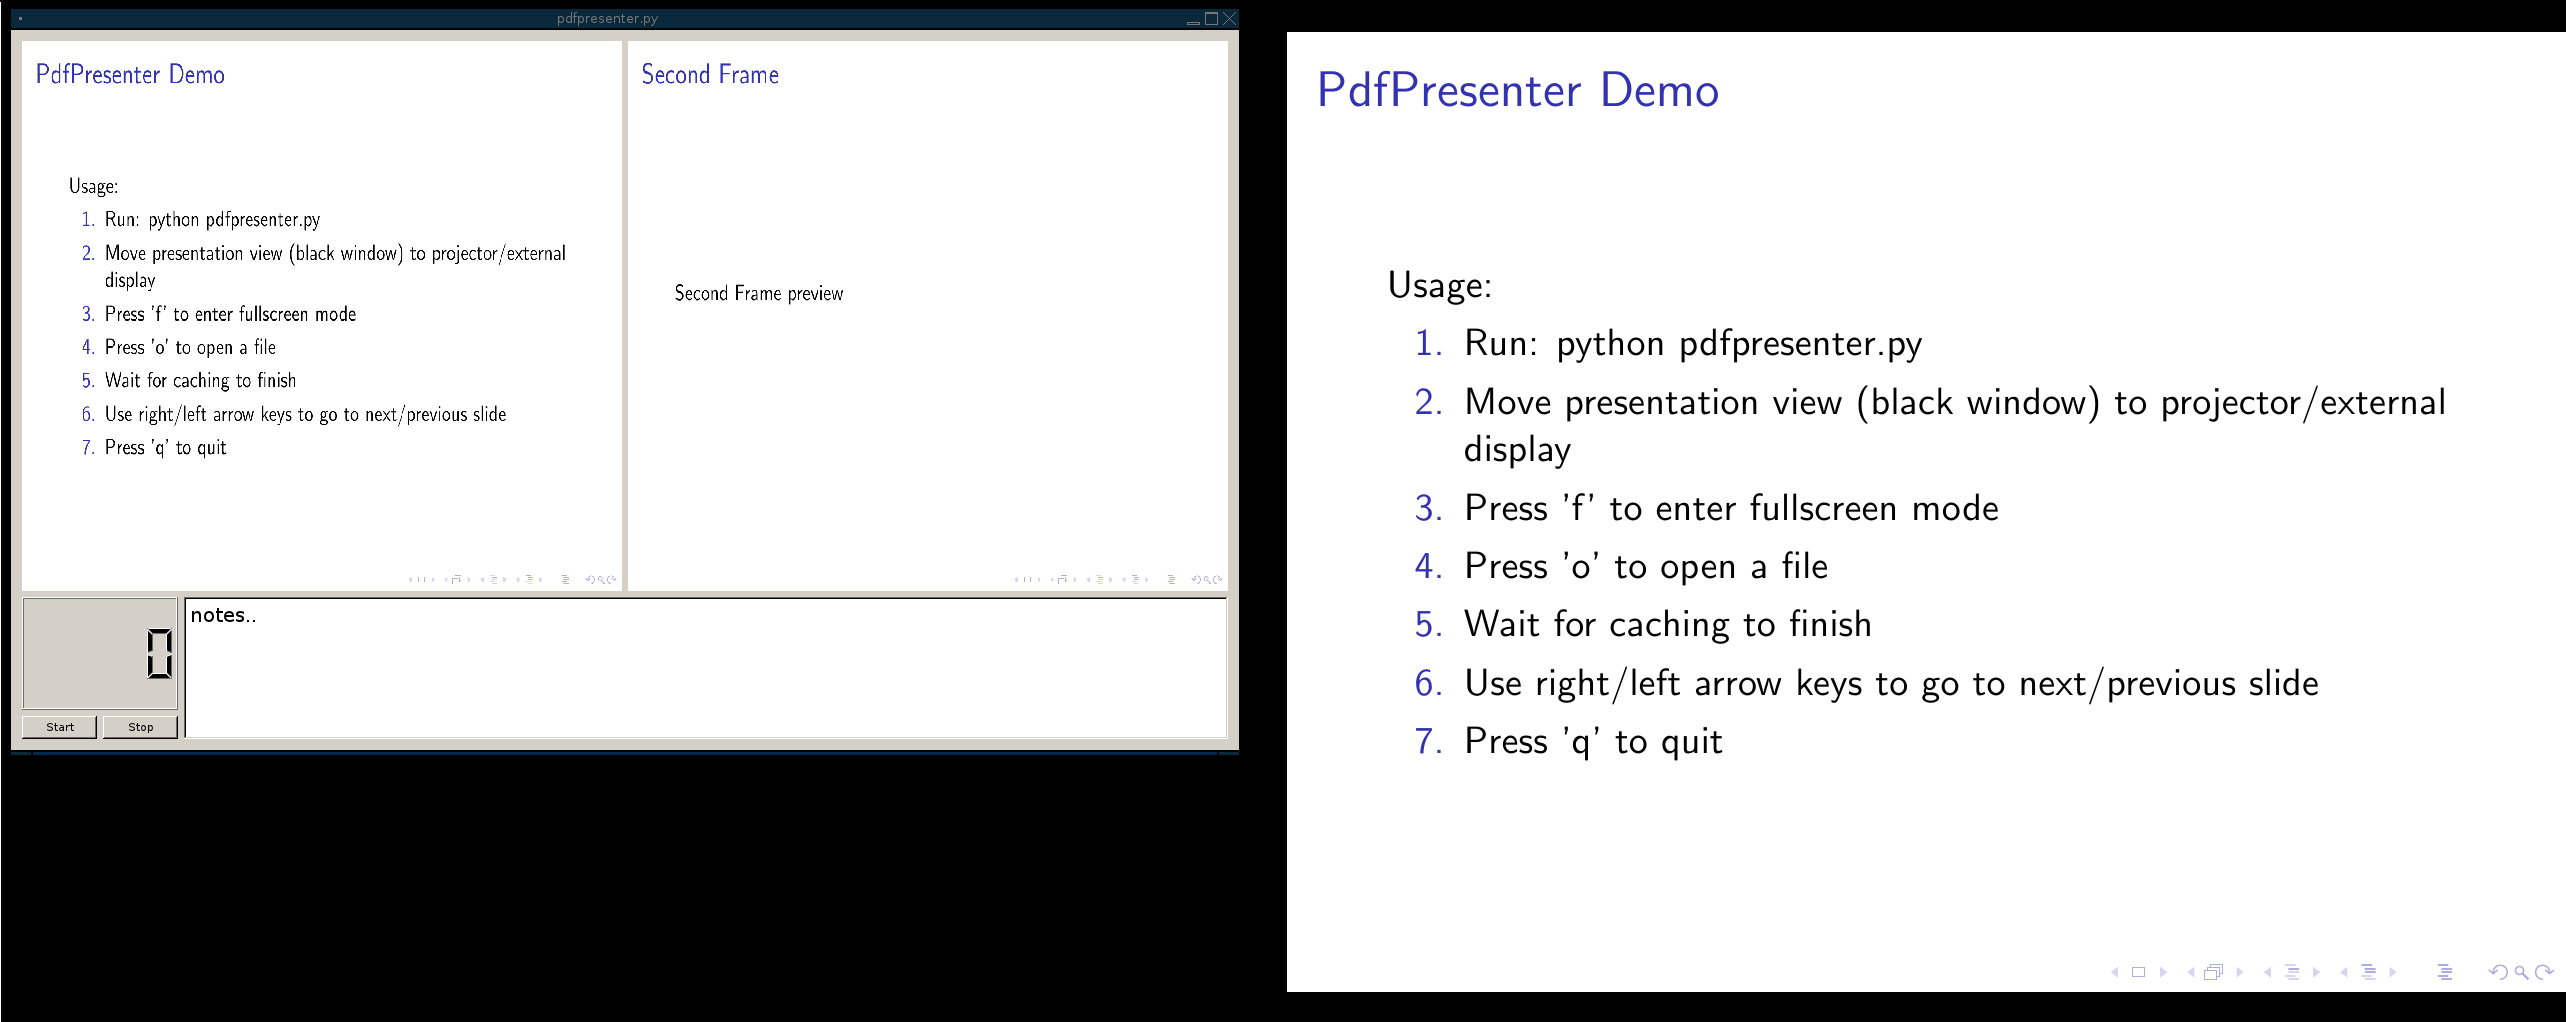 pdfpresenter.py
PdfPresenter Demo
Usage:
1. Run: python pdfpresenter.py
2. Move presentation view (black window) to projector/external
display
3. Press 'f' to enter fullscreen mode
4. Press 'o' to open a file
5. Wait for caching to finish
6. Use right/left arrow keys to go to next/previous slide
7. Press 'q' to quit
Second Frame
Second Frame preview
0
Start
Stop
notes..
PdfPresenter Demo
Usage:
1. Run: python pdfpresenter.py
2. Move presentation view (black window) to projector/external
display
3. Press 'f' to enter fullscreen mode
4. Press 'o' to open a file
5. Wait for caching to finish
6. Use right/left arrow keys to go to next/previous slide
7. Press 'q' to quit